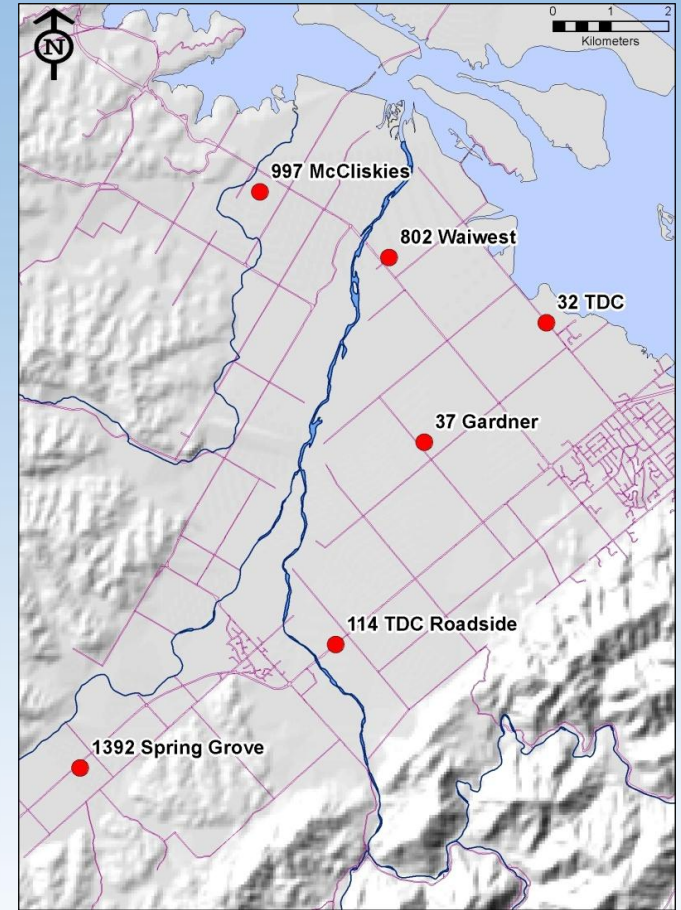 N
0 1 2
Kilometers
997 McCliskies
802 Waiwest
32 TDC
37 Gardner
114 TDC Roadside
1392 Spring Grove